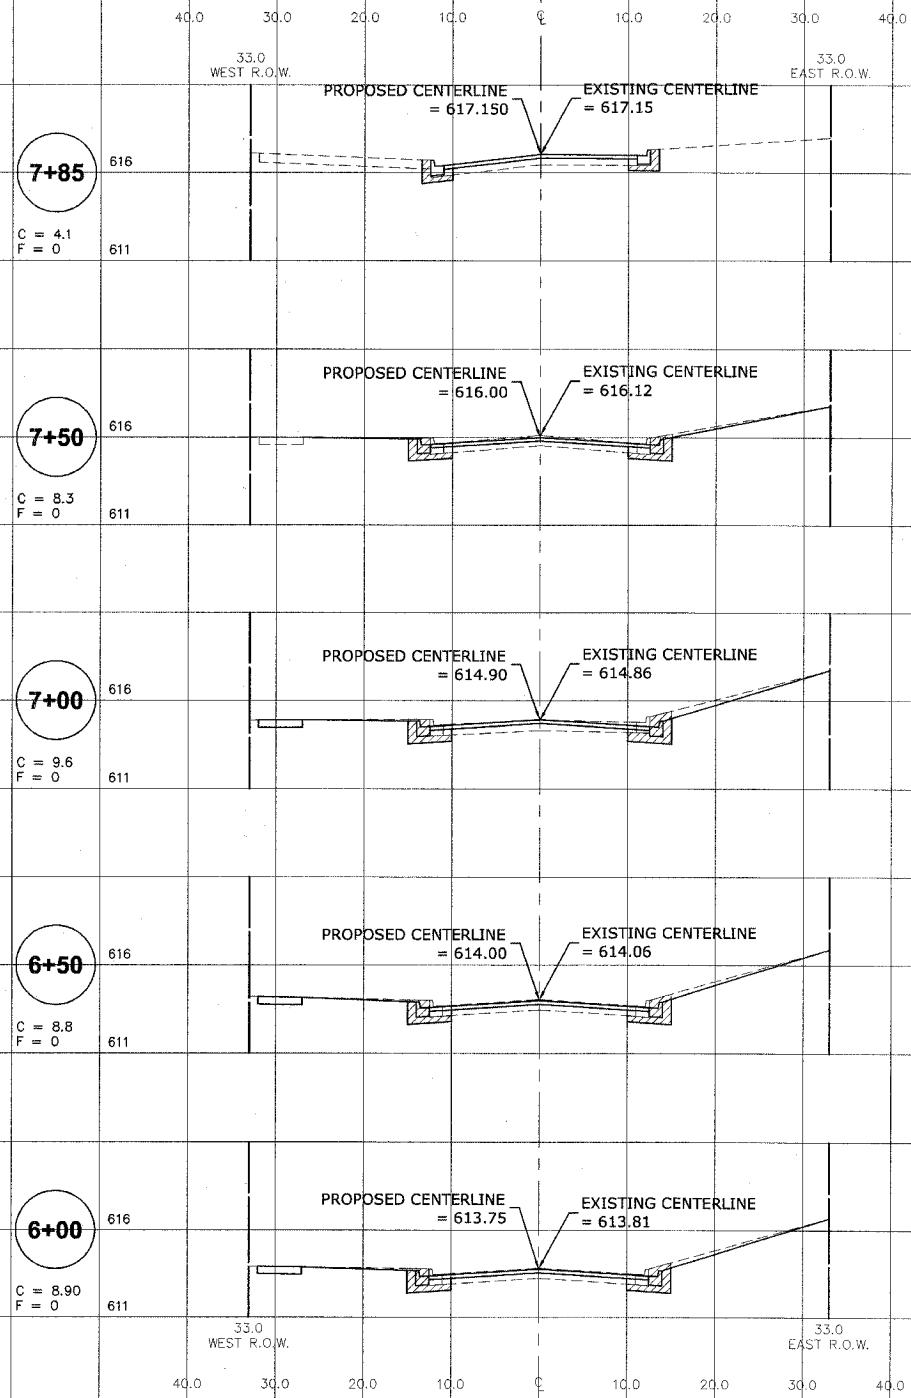 40.0 30.0 20.0 10.0 ℄ 10.0 20.0 30.0 40.0
33.0
WEST R.O.W.
33.0
EAST R.O.W.
PROPOSED CENTERLINE
= 617.150
EXISTING CENTERLINE
= 617.15
7+85
616
C = 4.1
F = 0
611
PROPOSED CENTERLINE
= 616.00
EXISTING CENTERLINE
= 616.12
7+50
616
C = 8.3
F = 0
611
PROPOSED CENTERLINE
= 614.90
EXISTING CENTERLINE
= 614.86
7+00
616
C = 9.6
F = 0
611
PROPOSED CENTERLINE
= 614.00
EXISTING CENTERLINE
= 614.06
6+50
616
C = 8.8
F = 0
611
PROPOSED CENTERLINE
= 613.75
EXISTING CENTERLINE
= 613.81
6+00
616
C = 8.90
F = 0
611
33.0
WEST R.O.W.
33.0
EAST R.O.W.
40.0 30.0 20.0 10.0 ℄ 10.0 20.0 30.0 40.0